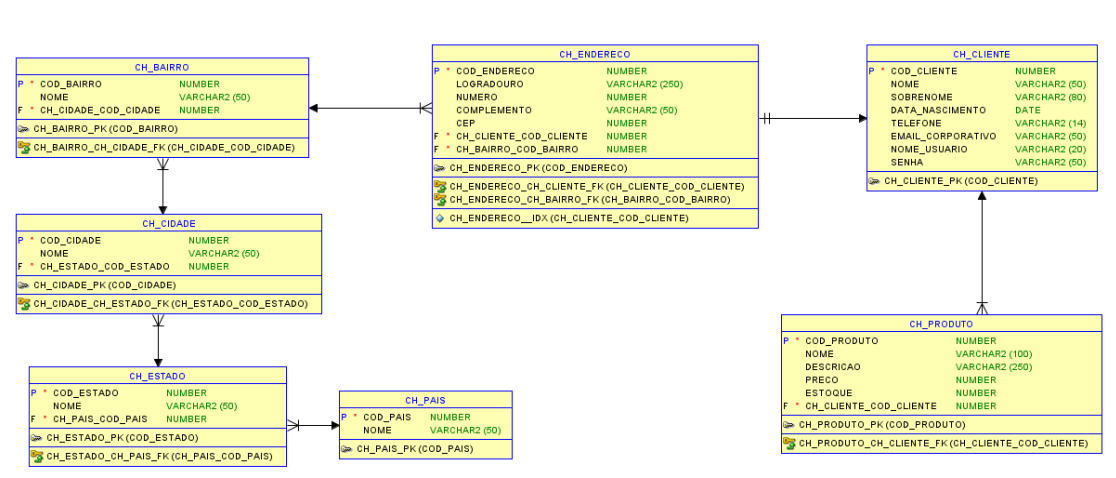 CH_BAIRRO
P * COD_BAIRRO NUMBER
NOME VARCHAR2 (50)
F * CH_CIDADE_COD_CIDADE NUMBER
CH_BAIRRO_PK (COD_BAIRRO)
CH_BAIRRO_CH_CIDADE_FK (CH_CIDADE_COD_CIDADE)
CH_ENDERECO
P * COD_ENDERECO NUMBER
LOGRADOURO VARCHAR2 (250)
NUMERO NUMBER
COMPLEMENTO VARCHAR2 (50)
CEP NUMBER
F * CH_CLIENTE_COD_CLIENTE NUMBER
F * CH_BAIRRO_COD_BAIRRO NUMBER
CH_ENDERECO_PK (COD_ENDERECO)
CH_ENDERECO_CH_CLIENTE_FK (CH_CLIENTE_COD_CLIENTE)
CH_ENDERECO_CH_BAIRRO_FK (CH_BAIRRO_COD_BAIRRO)
CH_ENDERECO__IDX (CH_CLIENTE_COD_CLIENTE)
CH_CLIENTE
P * COD_CLIENTE NUMBER
NOME VARCHAR2 (50)
SOBRENOME VARCHAR2 (80)
DATA_NASCIMENTO DATE
TELEFONE VARCHAR2 (14)
EMAIL_CORPORATIVO VARCHAR2 (50)
NOME_USUARIO VARCHAR2 (20)
SENHA VARCHAR2 (50)
CH_CLIENTE_PK (COD_CLIENTE)
CH_CIDADE
P * COD_CIDADE NUMBER
NOME VARCHAR2 (50)
F * CH_ESTADO_COD_ESTADO NUMBER
CH_CIDADE_PK (COD_CIDADE)
CH_CIDADE_CH_ESTADO_FK (CH_ESTADO_COD_ESTADO)
CH_ESTADO
P * COD_ESTADO NUMBER
NOME VARCHAR2 (50)
F * CH_PAIS_COD_PAIS NUMBER
CH_ESTADO_PK (COD_ESTADO)
CH_ESTADO_CH_PAIS_FK (CH_PAIS_COD_PAIS)
CH_PAIS
P * COD_PAIS NUMBER
NOME VARCHAR2 (50)
CH_PAIS_PK (COD_PAIS)
CH_PRODUTO
P * COD_PRODUTO NUMBER
NOME VARCHAR2 (100)
DESCRICAO VARCHAR2 (250)
PRECO NUMBER
ESTOQUE NUMBER
F * CH_CLIENTE_COD_CLIENTE NUMBER
CH_PRODUTO_PK (COD_PRODUTO)
CH_PRODUTO_CH_CLIENTE_FK (CH_CLIENTE_COD_CLIENTE)